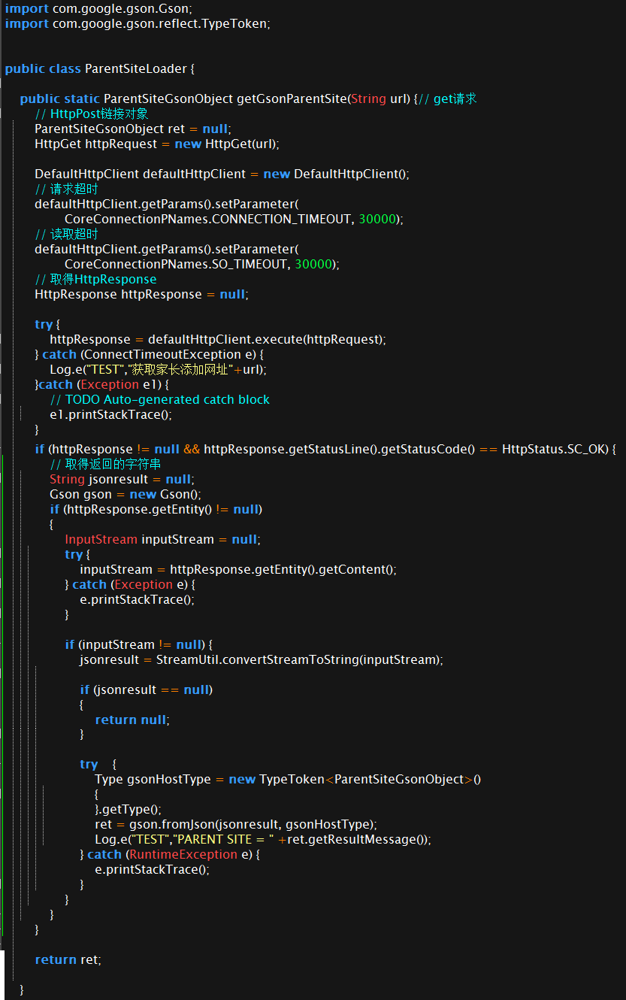 import com.google.gson.Gson;
import com.google.gson.reflect.TypeToken;
public class ParentSiteLoader {
public static ParentSiteGsonObject getGsonParentSite(String url) {// get请求
// HttpPost链接对象
ParentSiteGsonObject ret = null;
HttpGet httpRequest = new HttpGet(url);
DefaultHttpClient defaultHttpClient = new DefaultHttpClient();
// 请求超时
defaultHttpClient.getParams().setParameter(
CoreConnectionPNames.CONNECTION_TIMEOUT, 30000);
// 读取超时
defaultHttpClient.getParams().setParameter(
CoreConnectionPNames.SO_TIMEOUT, 30000);
// 取得HttpResponse
HttpResponse httpResponse = null;
try {
httpResponse = defaultHttpClient.execute(httpRequest);
} catch (ConnectTimeoutException e) {
Log.e("TEST","获取家长添加网址"+url);
}catch (Exception e1) {
// TODO Auto-generated catch block
e1.printStackTrace();
}
if (httpResponse != null && httpResponse.getStatusLine().getStatusCode() == HttpStatus.SC_OK) {
// 取得返回的字符串
String jsonresult = null;
Gson gson = new Gson();
if (httpResponse.getEntity() != null)
{
InputStream inputStream = null;
try {
inputStream = httpResponse.getEntity().getContent();
} catch (Exception e) {
e.printStackTrace();
}
if (inputStream != null) {
jsonresult = StreamUtil.convertStreamToString(inputStream);
if (jsonresult == null)
{
return null;
}
try {
Type gsonHostType = new TypeToken<ParentSiteGsonObject>()
{
}.getType();
ret = gson.fromJson(jsonresult, gsonHostType);
Log.e("TEST","PARENT SITE = " +ret.getResultMessage());
} catch (RuntimeException e) {
e.printStackTrace();
}
}
}
}
return ret;
}